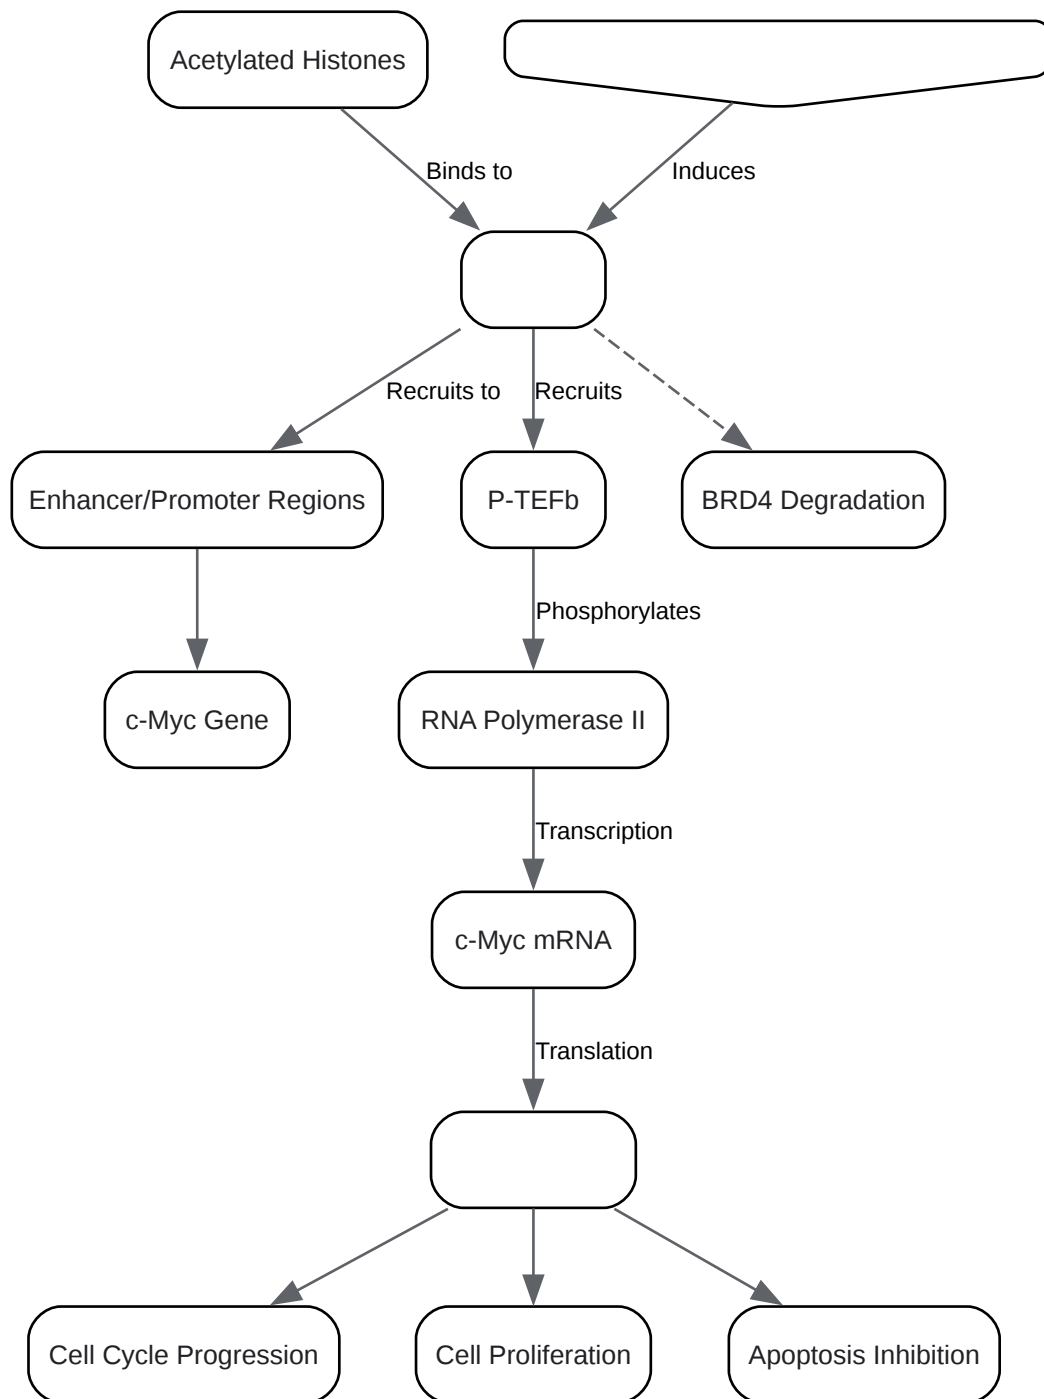 Acetylated Histones
Binds to
Induces
Recruits to
Recruits
Enhancer/Promoter Regions
P-TEFb
BRD4 Degradation
Phosphorylates
c-Myc Gene
RNA Polymerase II
Transcription
c-Myc mRNA
Translation
Cell Cycle Progression
Cell Proliferation
Apoptosis Inhibition